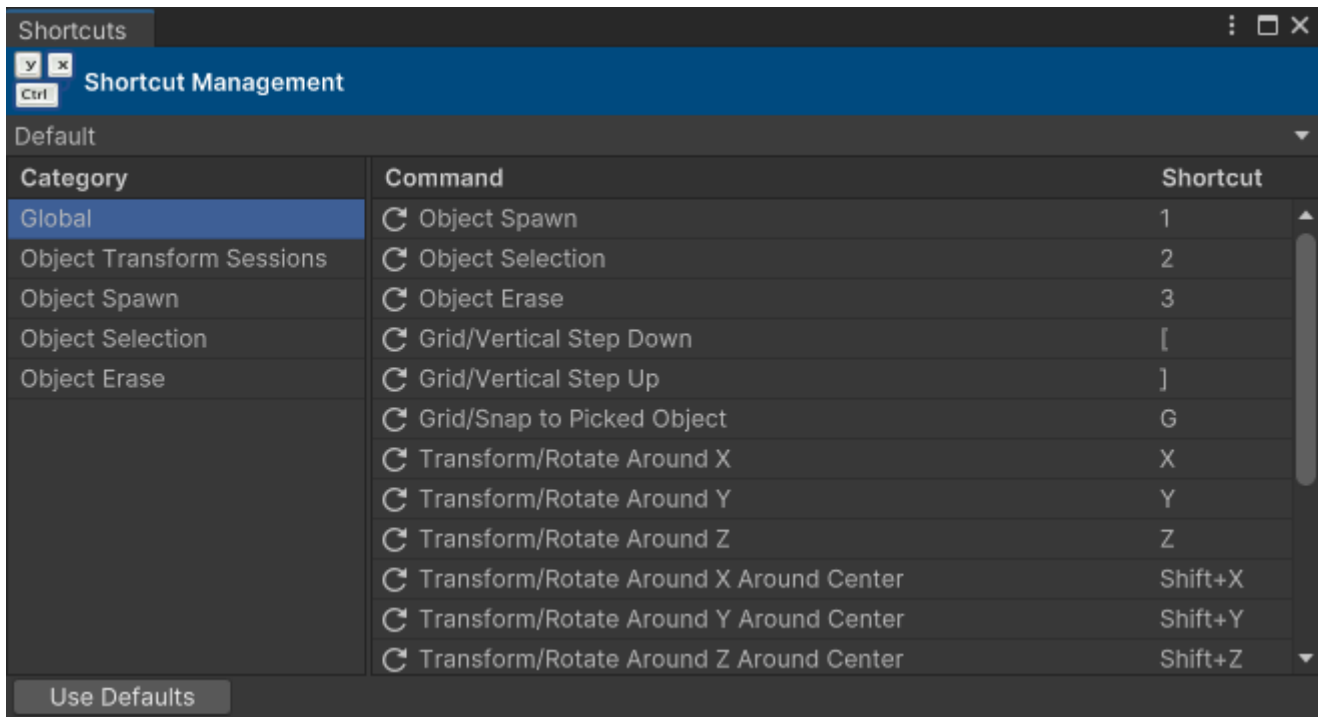 Shortcuts
y x
Ctrl
Shortcut Management
Default
Category Command Shortcut
Global Object Spawn 1
Object Transform Sessions Object Selection 2
Object Spawn Object Erase 3
Object Selection Grid/Vertical Step Down [
Object Erase Grid/Vertical Step Up ]
Grid/Snap to Picked Object G
Transform/Rotate Around X X
Transform/Rotate Around Y Y
Transform/Rotate Around Z Z
Transform/Rotate Around X Around Center Shift+X
Transform/Rotate Around Y Around Center Shift+Y
Transform/Rotate Around Z Around Center Shift+Z
Use Defaults